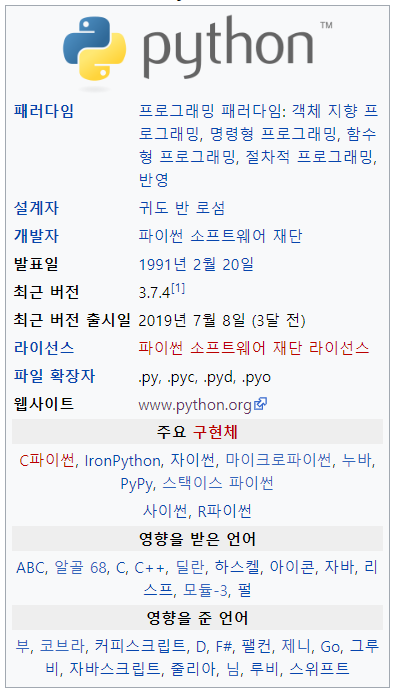 python™
패러다임 프로그래밍 패러다임: 객체 지향 프
로그래밍, 명령형 프로그래밍, 함수
형 프로그래밍, 절차적 프로그래밍,
반영
설계자 귀도 반 로섬
개발자 파이썬 소프트웨어 재단
발표일 1991년 2월 20일
최근 버전 3.7.4[1]
최근 버전 출시일 2019년 7월 8일 (3달 전)
라이선스 파이썬 소프트웨어 재단 라이선스
파일 확장자 .py, .pyc, .pyd, .pyo
웹사이트 www.python.org
주요 구현체
C파이썬, IronPython, 자이썬, 마이크로파이썬, 누바,
PyPy, 스택이스 파이썬
사이썬, R파이썬
영향을 받은 언어
ABC, 알골 68, C, C++, 딜란, 하스켈, 아이콘, 자바, 리
스프, 모듈-3, 펄
영향을 준 언어
부, 코브라, 커피스크립트, D, F#, 팰컨, 제니, Go, 그루
비, 자바스크립트, 줄리아, 님, 루비, 스위프트